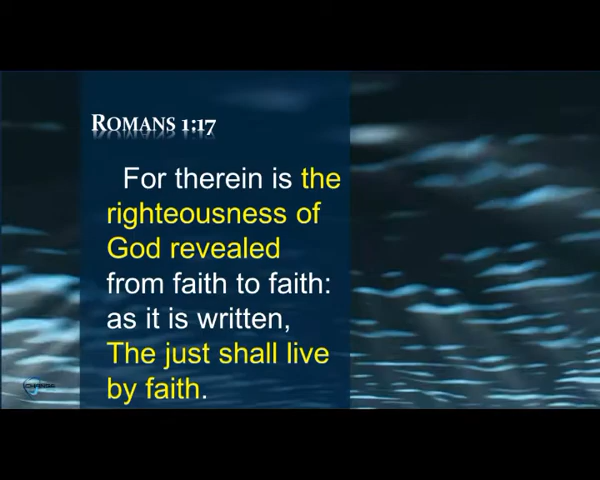 Romans 1:17
For therein is the
righteousness of
God revealed
from faith to faith:
as it is written,
The just shall live
by faith.